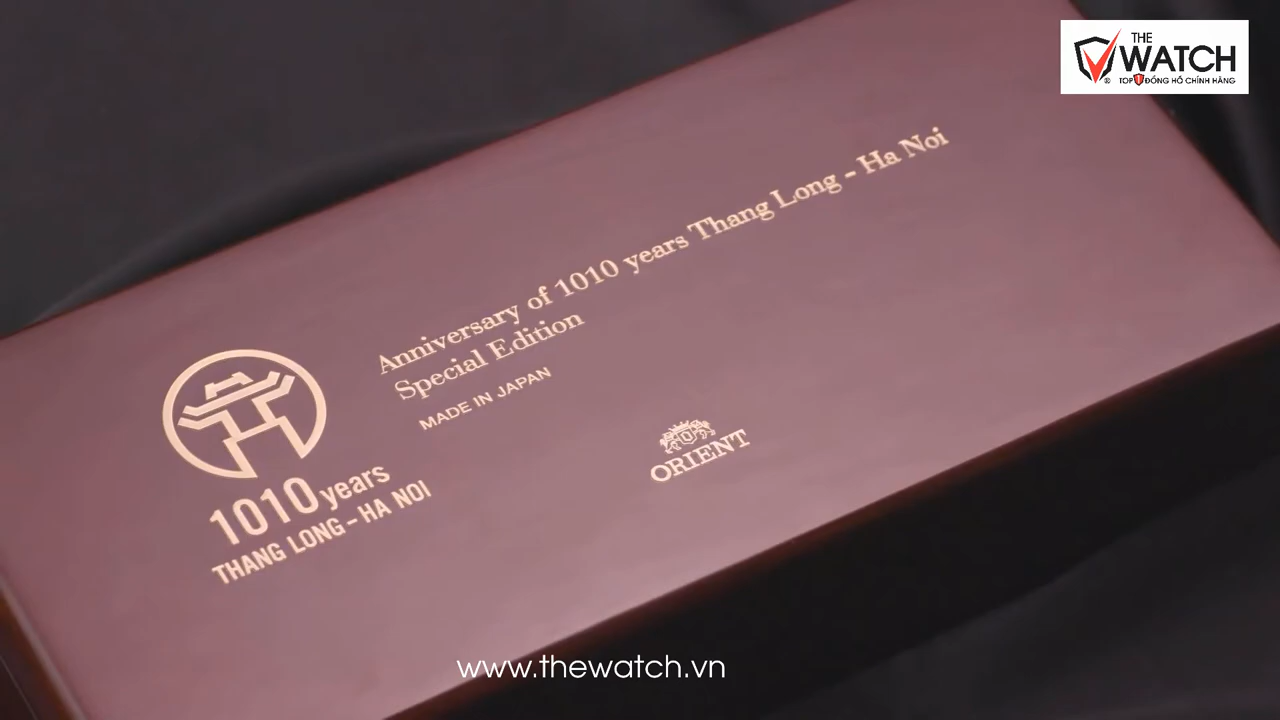 THE
WATCH
TOP 1 ĐỒNG HỒ CHÍNH HÃNG
Anniversary of 1010 years Thang Long - Ha Noi
Special Edition
MADE IN JAPAN
ORIENT
1010 years
THANG LONG - HA NOI
www.thewatch.vn